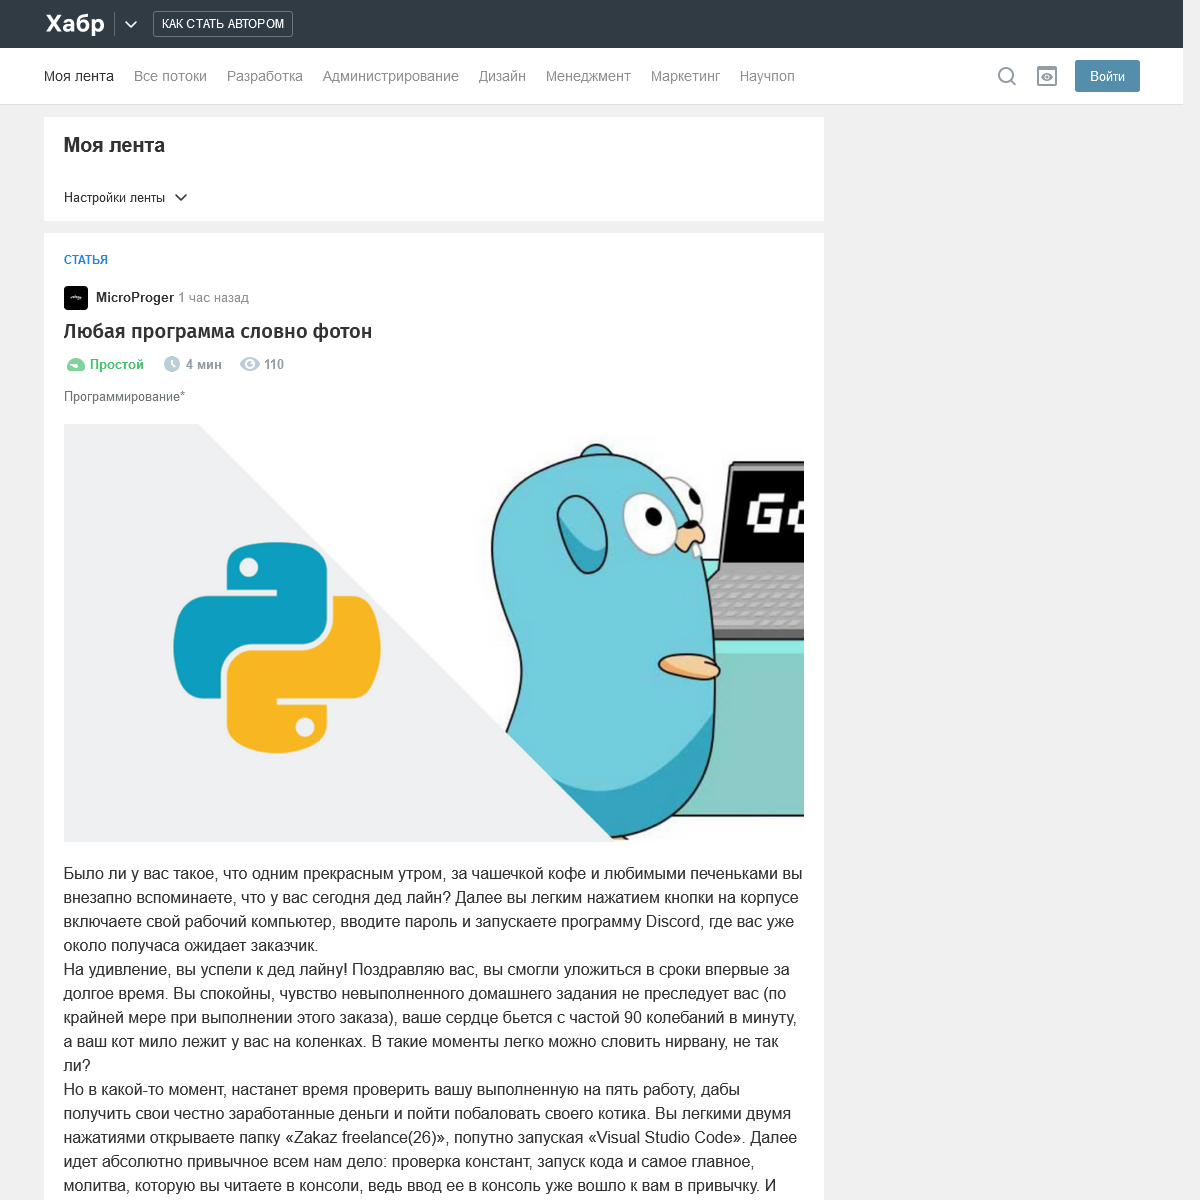 Хабр
КАК СТАТЬ АВТОРОМ
Моя лента Все потоки Разработка Администрирование Дизайн Менеджмент Маркетинг Научпоп
Войти
Моя лента
Настройки ленты
СТАТЬЯ
MicroProger 1 час назад
Любая программа словно фотон
Простой 4 мин 110
Программирование*
Было ли у вас такое, что одним прекрасным утром, за чашечкой кофе и любимыми печеньками вы
внезапно вспоминаете, что у вас сегодня дед лайн? Далее вы легким нажатием кнопки на корпусе
включаете свой рабочий компьютер, вводите пароль и запускаете программу Discord, где вас уже
около получаса ожидает заказчик.
На удивление, вы успели к дед лайну! Поздравляю вас, вы смогли уложиться в сроки впервые за
долгое время. Вы спокойны, чувство невыполненного домашнего задания не преследует вас (по
крайней мере при выполнении этого заказа), ваше сердце бьется с частой 90 колебаний в минуту,
а ваш кот мило лежит у вас на коленках. В такие моменты легко можно словить нирвану, не так
ли?
Но в какой-то момент, настанет время проверить вашу выполненную на пять работу, дабы
получить свои честно заработанные деньги и пойти побаловать своего котика. Вы легкими двумя
нажатиями открываете папку «Zakaz freelance(26)», попутно запуская «Visual Studio Code». Далее
идет абсолютно привычное всем нам дело: проверка констант, запуск кода и самое главное,
молитва, которую вы читаете в консоли, ведь ввод ее в консоль уже вошло к вам в привычку. И